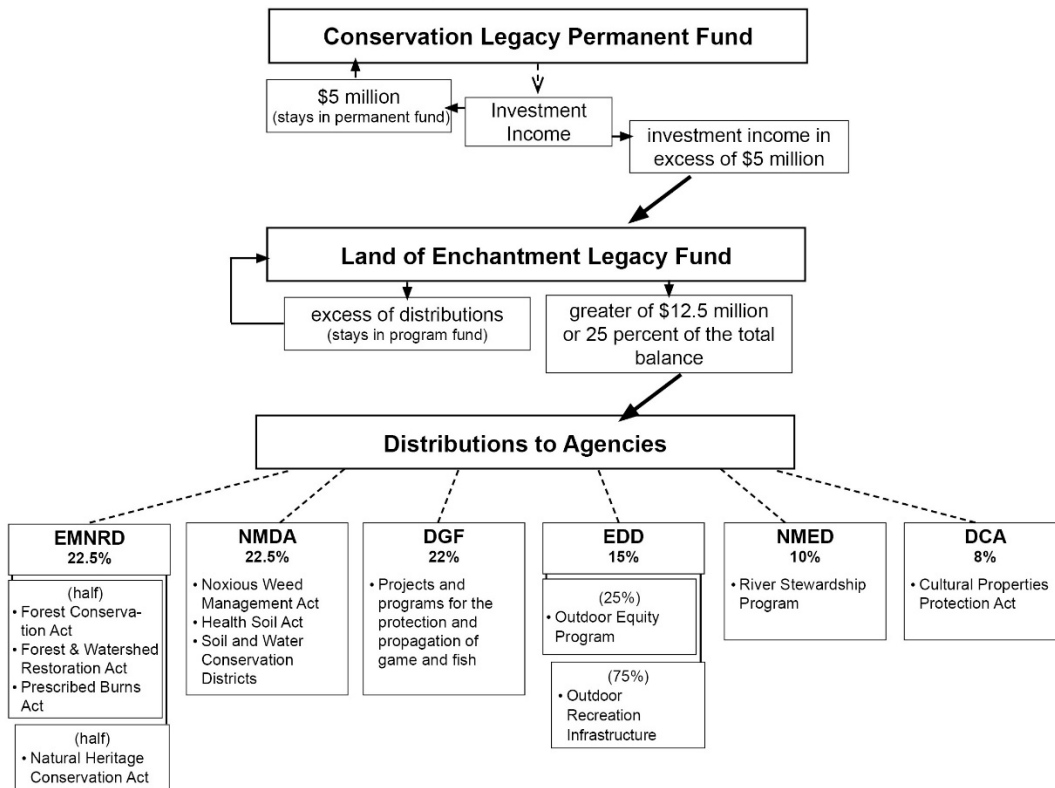 Conservation Legacy Permanent Fund
$5 million
(stays in permanent fund)
Investment
Income
investment income in
excess of $5 million
Land of Enchantment Legacy Fund
excess of distributions
(stays in program fund)
greater of $12.5 million
or 25 percent of the total
balance
Distributions to Agencies
EMNRD
22.5%
(half)
• Forest Conserva-
tion Act
• Forest & Watershed
Restoration Act
• Prescribed Burns
Act
(half)
• Natural Heritage
Conservation Act
NMDA
22.5%
• Noxious Weed
Management Act
• Health Soil Act
• Soil and Water
Conservation
Districts
DGF
22%
• Projects and
programs for the
protection and
propagation of
game and fish
EDD
15%
(25%)
• Outdoor Equity
Program
(75%)
• Outdoor
Recreation
Infrastructure
NMED
10%
• River Stewardship
Program
DCA
8%
• Cultural Properties
Protection Act